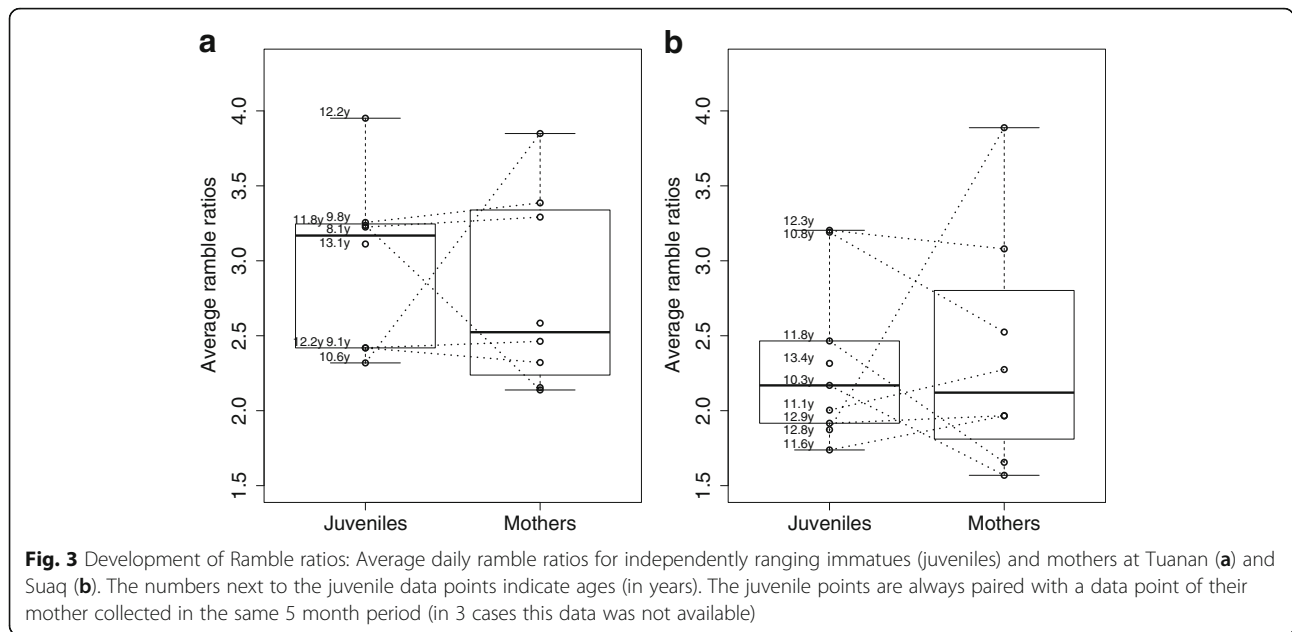 a
b
Average ramble ratios
4.0
3.5
3.0
2.5
2.0
1.5
12.2y
11.8y 9.8y
8.1y
13.1y
12.2y 9.1y
10.6y
Juveniles Mothers
Average ramble ratios
4.0
3.5
3.0
2.5
2.0
1.5
12.3y
10.8y
11.8y
13.4y
10.3y
11.1y
12.9y
12.8y
11.6y
Juveniles Mothers
Fig. 3 Development of Ramble ratios: Average daily ramble ratios for independently ranging immatues (juveniles) and mothers at Tuanan (a) and
Suaq (b). The numbers next to the juvenile data points indicate ages (in years). The juvenile points are always paired with a data point of their
mother collected in the same 5 month period (in 3 cases this data was not available)